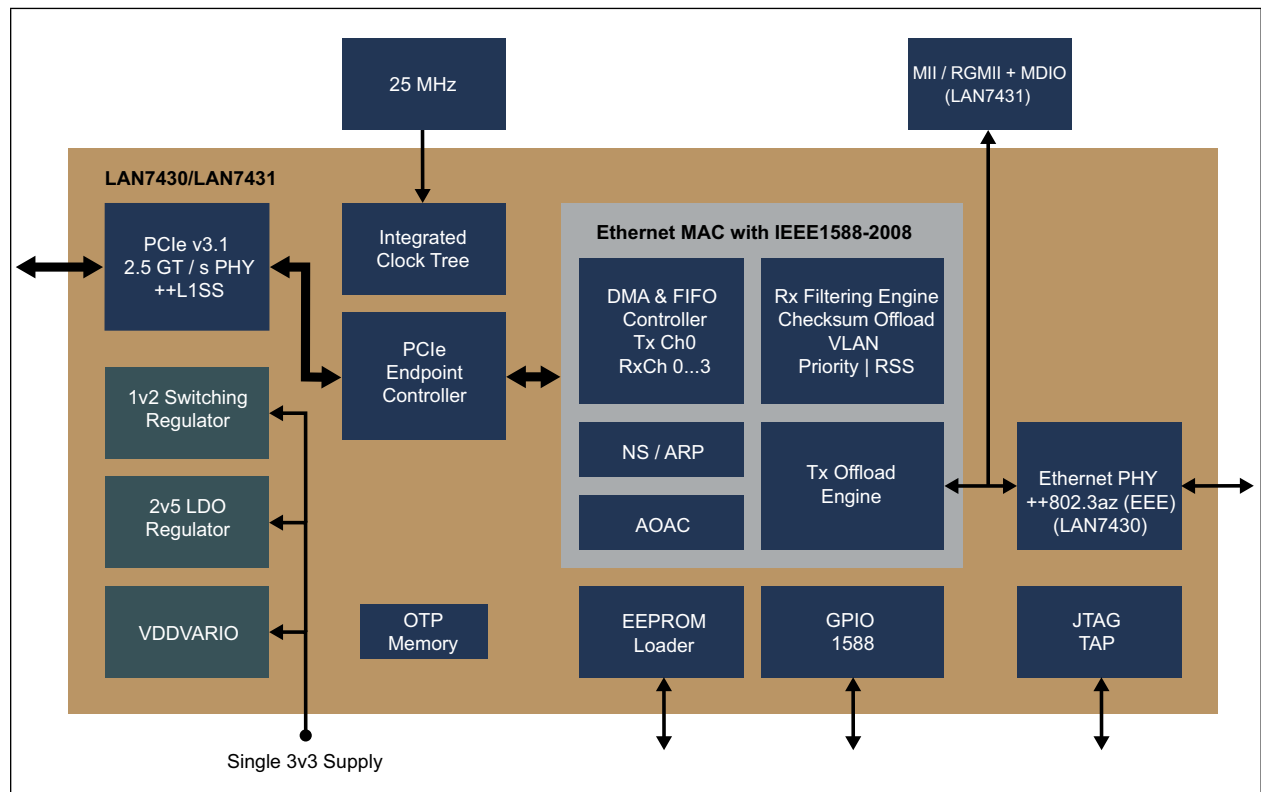 25 MHz
MII / RGMII + MDIO
(LAN7431)
LAN7430/LAN7431
PCIe v3.1
2.5 GT / s PHY
++L1SS
Integrated
Clock Tree
PCIe
Endpoint
Controller
Ethernet MAC with IEEE1588-2008
DMA & FIFO
Controller
Tx Ch0
RxCh 0...3
Rx Filtering Engine
Checksum Offload
VLAN
Priority | RSS
NS / ARP
AOAC
Tx Offload
Engine
Ethernet PHY
++802.3az (EEE)
(LAN7430)
1v2 Switching
Regulator
2v5 LDO
Regulator
VDDVARIO
OTP
Memory
EEPROM
Loader
GPIO
1588
JTAG
TAP
Single 3v3 Supply